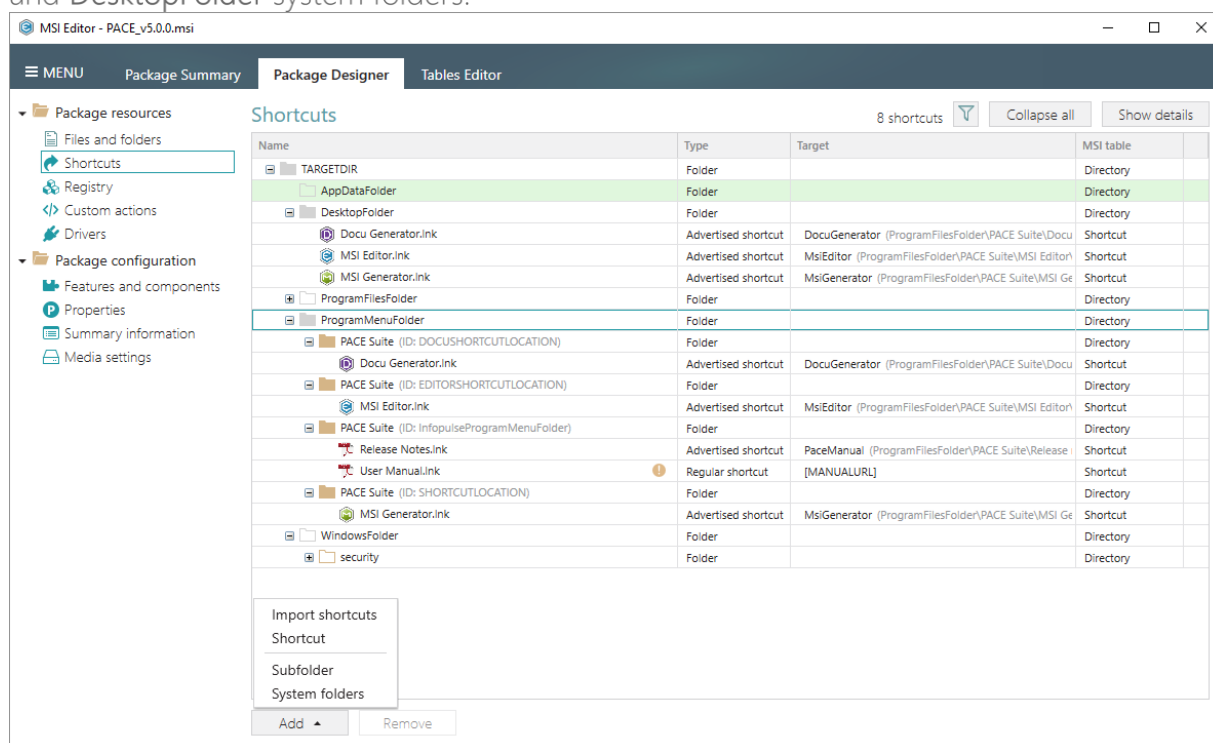 and DesktopFolder system folders.
MSI Editor - PACE_v5.0.0.msi
MENU Package Summary Package Designer Tables Editor
Package resources
Files and folders
Shortcuts
Registry
Custom actions
Drivers
Package configuration
Features and components
Properties
Summary information
Media settings
Shortcuts 8 shortcuts Collapse all Show details
Name Type Target MSI table
TARGETDIR Folder Directory
AppDataFolder Folder Directory
DesktopFolder Folder Directory
Docu Generator.lnk Advertised shortcut DocuGenerator (ProgramFilesFolder\PACE Suite\Docu Shortcut
MSI Editor.lnk Advertised shortcut MsiEditor (ProgramFilesFolder\PACE Suite\MSI Editor\ Shortcut
MSI Generator.lnk Advertised shortcut MsiGenerator (ProgramFilesFolder\PACE Suite\MSI Ge Shortcut
ProgramFilesFolder Folder Directory
ProgramMenuFolder Folder Directory
PACE Suite (ID: DOCUSHORTCUTLOCATION) Folder Directory
Docu Generator.lnk Advertised shortcut DocuGenerator (ProgramFilesFolder\PACE Suite\Docu Shortcut
PACE Suite (ID: EDITORSHORTCUTLOCATION) Folder Directory
MSI Editor.lnk Advertised shortcut MsiEditor (ProgramFilesFolder\PACE Suite\MSI Editor\ Shortcut
PACE Suite (ID: InfopulseProgramMenuFolder) Folder Directory
Release Notes.lnk Advertised shortcut PaceManual (ProgramFilesFolder\PACE Suite\Release Shortcut
User Manual.lnk Regular shortcut [MANUALURL] Shortcut
PACE Suite (ID: SHORTCUTLOCATION) Folder Directory
MSI Generator.lnk Advertised shortcut MsiGenerator (ProgramFilesFolder\PACE Suite\MSI Ge Shortcut
WindowsFolder Folder Directory
security Folder Directory
Import shortcuts
Shortcut
Subfolder
System folders
Add Remove